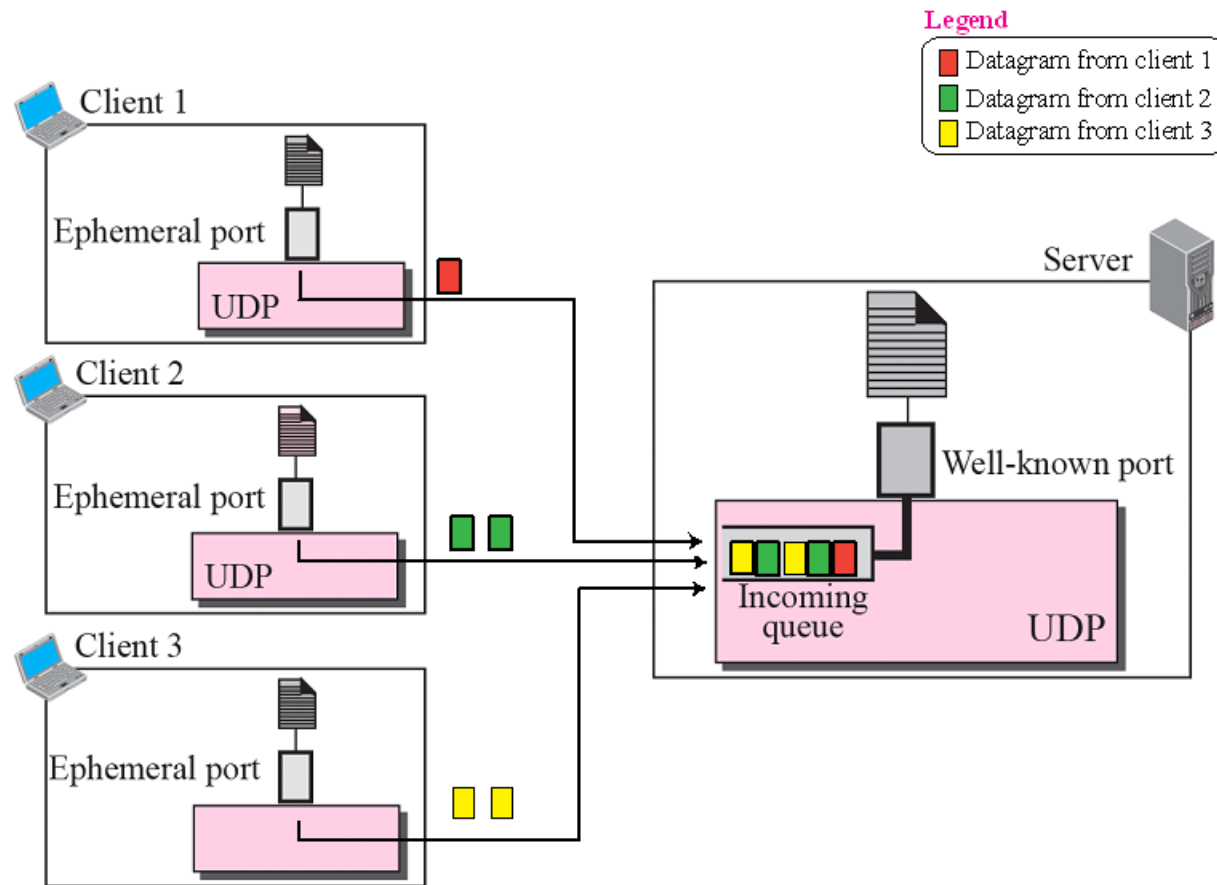 Legend
Datagram from client 1
Datagram from client 2
Datagram from client 3
Client 1
Ephemeral port
UDP
Client 2
Ephemeral port
UDP
Client 3
Ephemeral port
Server
Well-known port
Incoming
queue
UDP